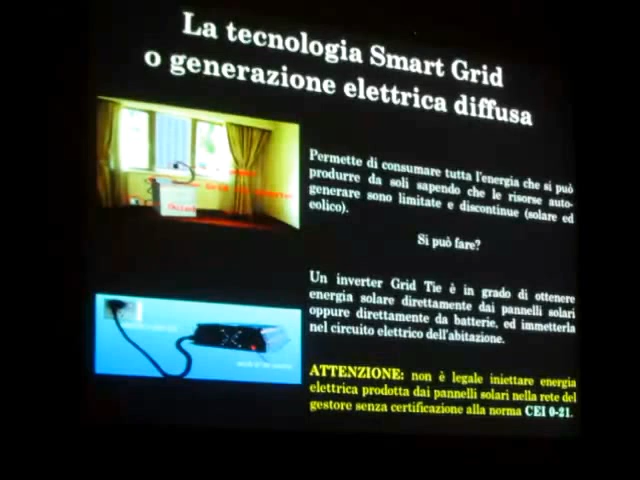 La tecnologia Smart Grid
o generazione elettrica diffusa
Permette di consumare tutta l'energia che si può
produrre da soli sapendo che le risorse auto-
generare sono limitate e discontinue (solare ed
eolico).
Si può fare?
Un inverter Grid Tie è in grado di ottenere
energia solare direttamente dai pannelli solari
oppure direttamente da batterie, ed immetterla
nel circuito elettrico dell'abitazione.
ATTENZIONE: non è legale iniettare energia
elettrica prodotta dai pannelli solari nella rete del
gestore senza certificazione alla norma CEI 0-21.